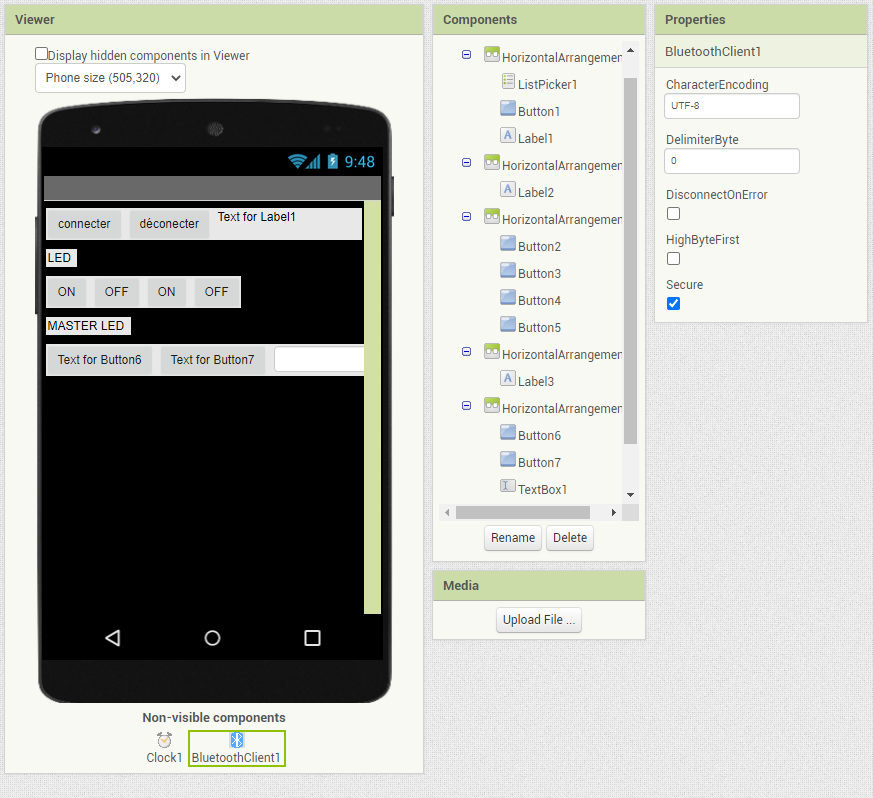 Viewer
Display hidden components in Viewer
Phone size (505,320)
9:48
connecter
déconecter
Text for Label1
LED
ON
OFF
ON
OFF
MASTER LED
Text for Button6
Text for Button7
Non-visible components
Clock1
BluetoothClient1
Components
HorizontalArrangemen
ListPicker1
Button1
Label1
HorizontalArrangemen
Label2
HorizontalArrangemen
Button2
Button3
Button4
Button5
HorizontalArrangemen
Label3
HorizontalArrangemen
Button6
Button7
TextBox1
Rename
Delete
Media
Upload File ...
Properties
BluetoothClient1
CharacterEncoding
UTF-8
DelimiterByte
0
DisconnectOnError
HighByteFirst
Secure